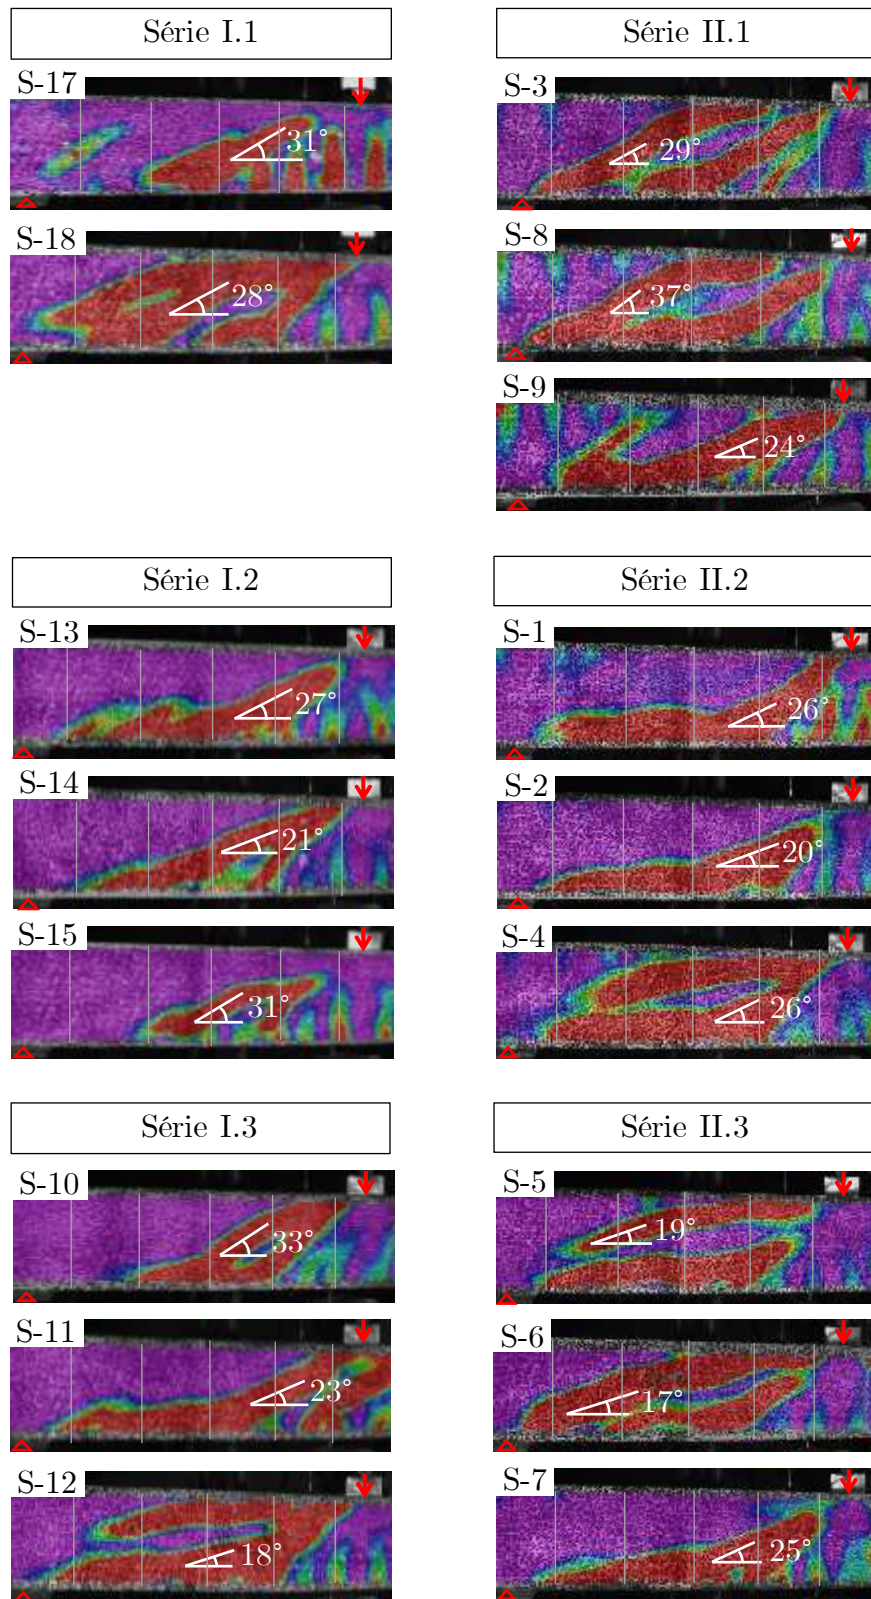 Série I.1
S-17
31°
S-18
28°
Série II.1
S-3
29°
S-8
37°
S-9
24°
Série I.2
S-13
27°
S-14
21°
S-15
31°
Série II.2
S-1
26°
S-2
20°
S-4
26°
Série I.3
S-10
33°
S-11
23°
S-12
18°
Série II.3
S-5
19°
S-6
17°
S-7
25°